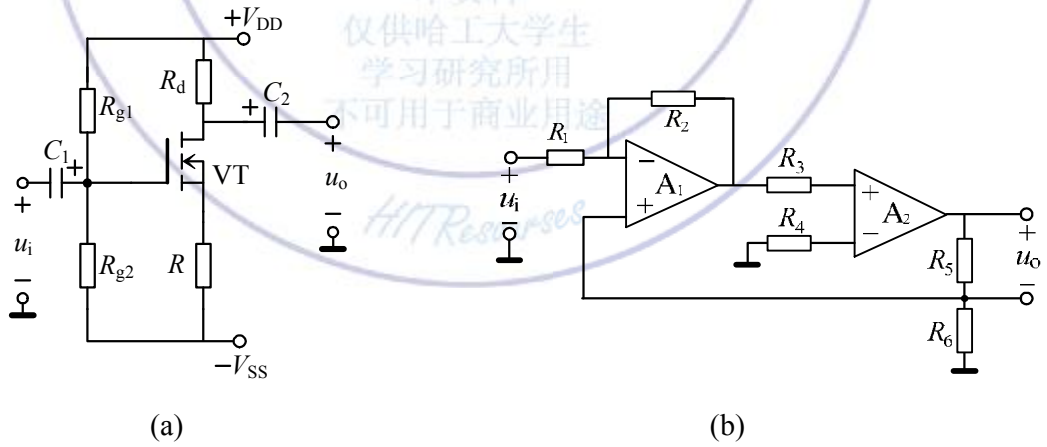 仅供哈工大学生
学习研究所用
不可用于商业用途
HITResourses
+V_DD
R_d
R_g1
C_2
+
C_1
+
VT
+
u_i
−
R_g2
R
+
u_o
−
−V_SS
(a)
R_2
R_1
−
A_1
+
+
u_i
−
R_3
R_4
+
A_2
−
R_5
+
u_o
−
R_6
(b)